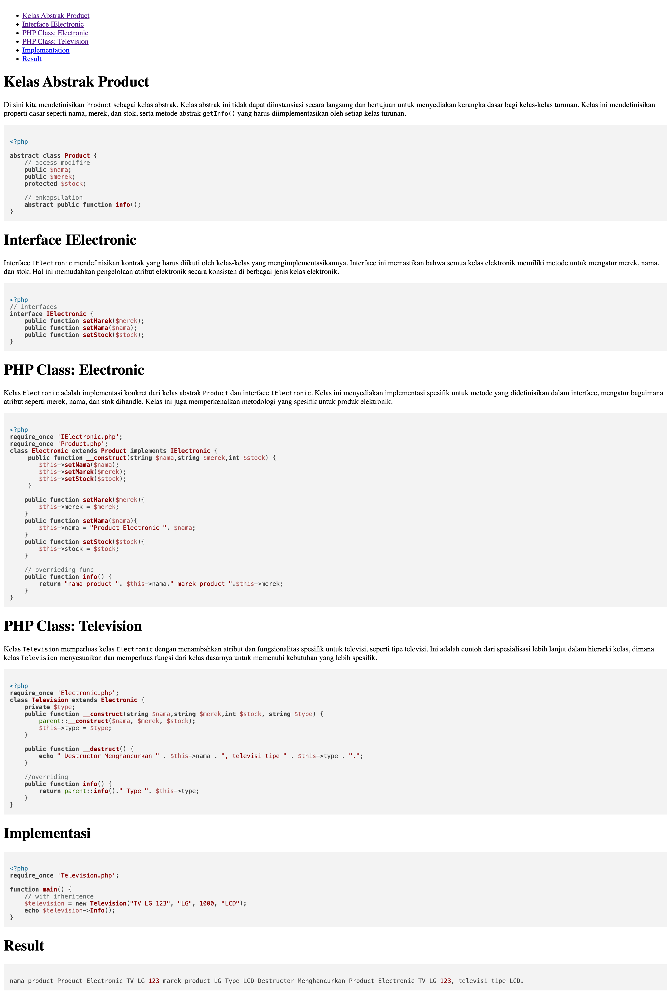 Kelas Abstrak Product
Interface IElectronic
PHP Class: Electronic
PHP Class: Television
Implementation
Result
Kelas Abstrak Product
Di sini kita mendefinisikan Product sebagai kelas abstrak. Kelas abstrak ini tidak dapat diinstansiasi secara langsung dan bertujuan untuk menyediakan kerangka dasar bagi kelas-kelas turunan. Kelas ini mendefinisikan
properti dasar seperti nama, merek, dan stok, serta metode abstrak getInfo() yang harus diimplementasikan oleh setiap kelas turunan.
<?php
abstract class Product {
    // access modifire
    public $nama;
    public $merek;
    protected $stock;
    // enkapsulation
    abstract public function info();
}
Interface IElectronic
Interface IElectronic mendefinisikan kontrak yang harus diikuti oleh kelas-kelas yang mengimplementasikannya. Interface ini memastikan bahwa semua kelas elektronik memiliki metode untuk mengatur merek, nama,
dan stok. Hal ini memudahkan pengelolaan atribut elektronik secara konsisten di berbagai jenis kelas elektronik.
<?php
// interfaces
interface IElectronic {
    public function setMarek($merek);
    public function setNama($nama);
    public function setStock($stock);
}
PHP Class: Electronic
Kelas Electronic adalah implementasi konkret dari kelas abstrak Product dan interface IElectronic. Kelas ini menyediakan implementasi spesifik untuk metode yang didefinisikan dalam interface, mengatur bagaimana
atribut seperti merek, nama, dan stok dihandle. Kelas ini juga memperkenalkan metodologi yang spesifik untuk produk elektronik.
<?php
require_once 'IElectronic.php';
require_once 'Product.php';
class Electronic extends Product implements IElectronic {
     public function __construct(string $nama,string $merek,int $stock) {
        $this->setNama($nama);
        $this->setMarek($merek);
        $this->setStock($stock);
     }
    public function setMarek($merek){
        $this->merek = $merek;
    }
    public function setNama($nama){
        $this->nama = "Product Electronic ". $nama;
    }
    public function setStock($stock){
        $this->stock = $stock;
    }
    // overrieding func
    public function info() {
        return "nama product ". $this->nama." marek product ".$this->merek;
    }
}
PHP Class: Television
Kelas Television memperluas kelas Electronic dengan menambahkan atribut dan fungsionalitas spesifik untuk televisi, seperti tipe televisi. Ini adalah contoh dari spesialisasi lebih lanjut dalam hierarki kelas, dimana
kelas Television menyesuaikan dan memperluas fungsi dari kelas dasarnya untuk memenuhi kebutuhan yang lebih spesifik.
<?php
require_once 'Electronic.php';
class Television extends Electronic {
    private $type;
    public function __construct(string $nama,string $merek,int $stock, string $type) {
        parent::__construct($nama, $merek, $stock);
        $this->type = $type;
    }
    public function __destruct() {
        echo " Destructor Menghancurkan " . $this->nama . ", televisi tipe " . $this->type . ".";
    }
    //overriding
    public function info() {
        return parent::info()." Type ". $this->type;
    }
}
Implementasi
<?php
require_once 'Television.php';
function main() {
    // with inheritence
    $television = new Television("TV LG 123", "LG", 1000, "LCD");
    echo $television->Info();
}
Result
nama product Product Electronic TV LG 123 marek product LG Type LCD Destructor Menghancurkan Product Electronic TV LG 123, televisi tipe LCD.